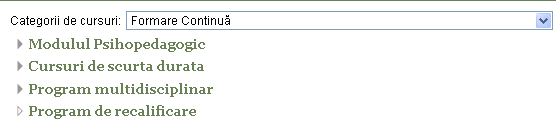 Categorii de cursuri: Formare Continuă
Modulul Psihopedagogic
Cursuri de scurta durata
Program multidisciplinar
Program de recalificare